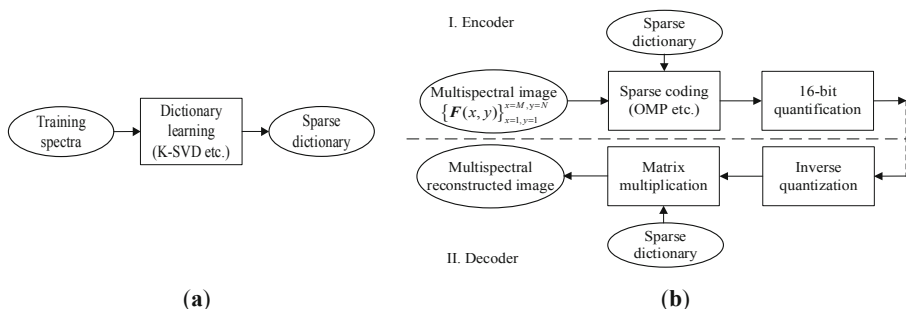 Training
spectra
Dictionary
learning
(K-SVD etc.)
Sparse
dictionary
(a)
I. Encoder
Sparse
dictionary
Multispectral image
{F(x, y)}_{x=1, y=1}^{x=M, y=N}
Sparse coding
(OMP etc.)
16-bit
quantification
Multispectral
reconstructed image
Matrix
multiplication
Inverse
quantization
Sparse
dictionary
II. Decoder
(b)